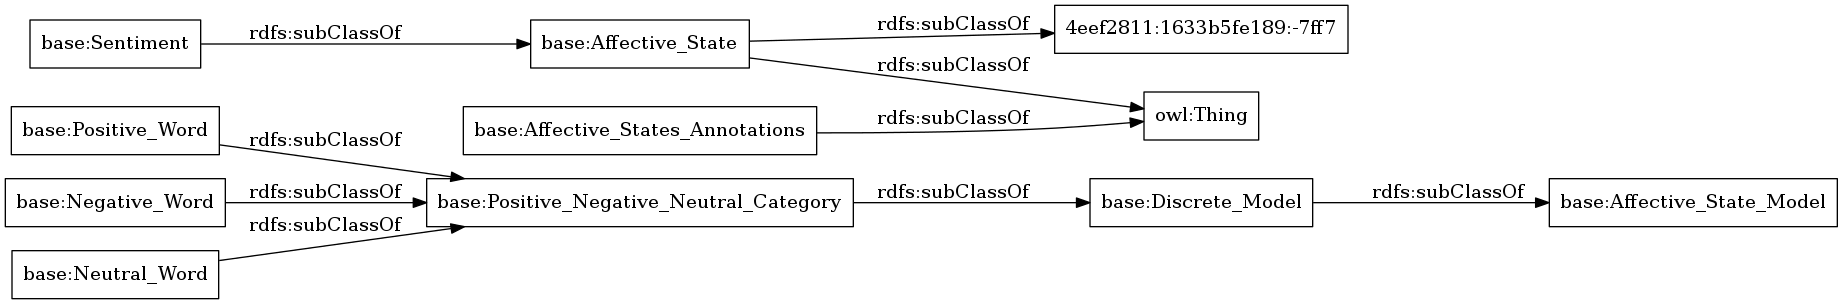 base:Sentiment
rdfs:subClassOf
base:Affective_State
rdfs:subClassOf
4eef2811:1633b5fe189:-7ff7
rdfs:subClassOf
owl:Thing
base:Affective_States_Annotations
rdfs:subClassOf
base:Positive_Word
rdfs:subClassOf
base:Negative_Word
rdfs:subClassOf
base:Positive_Negative_Neutral_Category
rdfs:subClassOf
base:Discrete_Model
rdfs:subClassOf
base:Affective_State_Model
rdfs:subClassOf
base:Neutral_Word